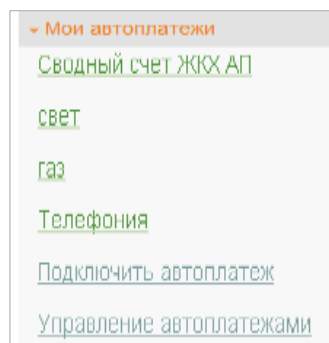 Мои автоплатежи
Сводный счет ЖКХ АП
свет
газ
Телефония
Подключить автоплатеж
Управление автоплатежами